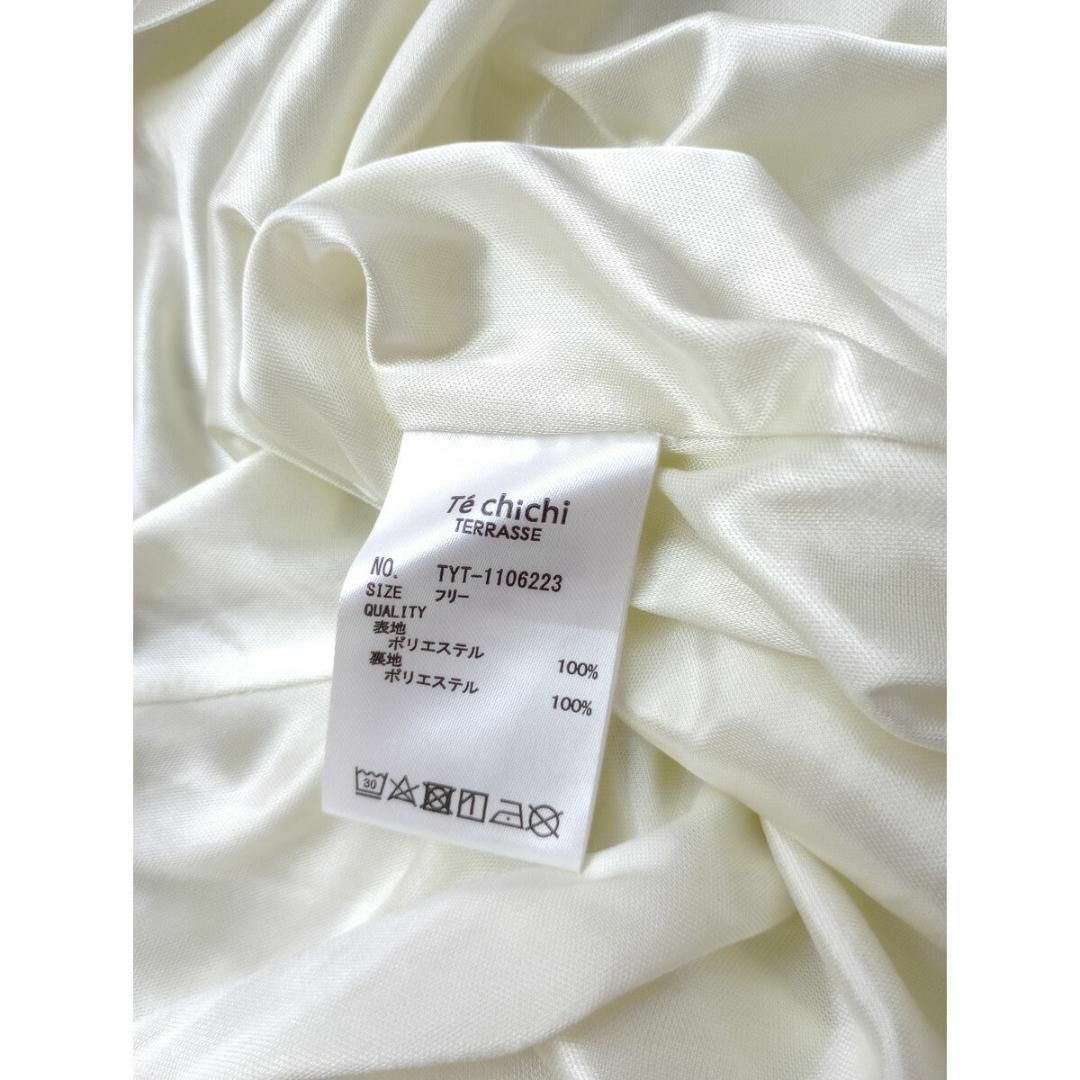 Té chichi
TERRASSE
NO. TYT-1106223
SIZE フリー
QUALITY
表地
ポリエステル 100%
裏地
ポリエステル 100%
30